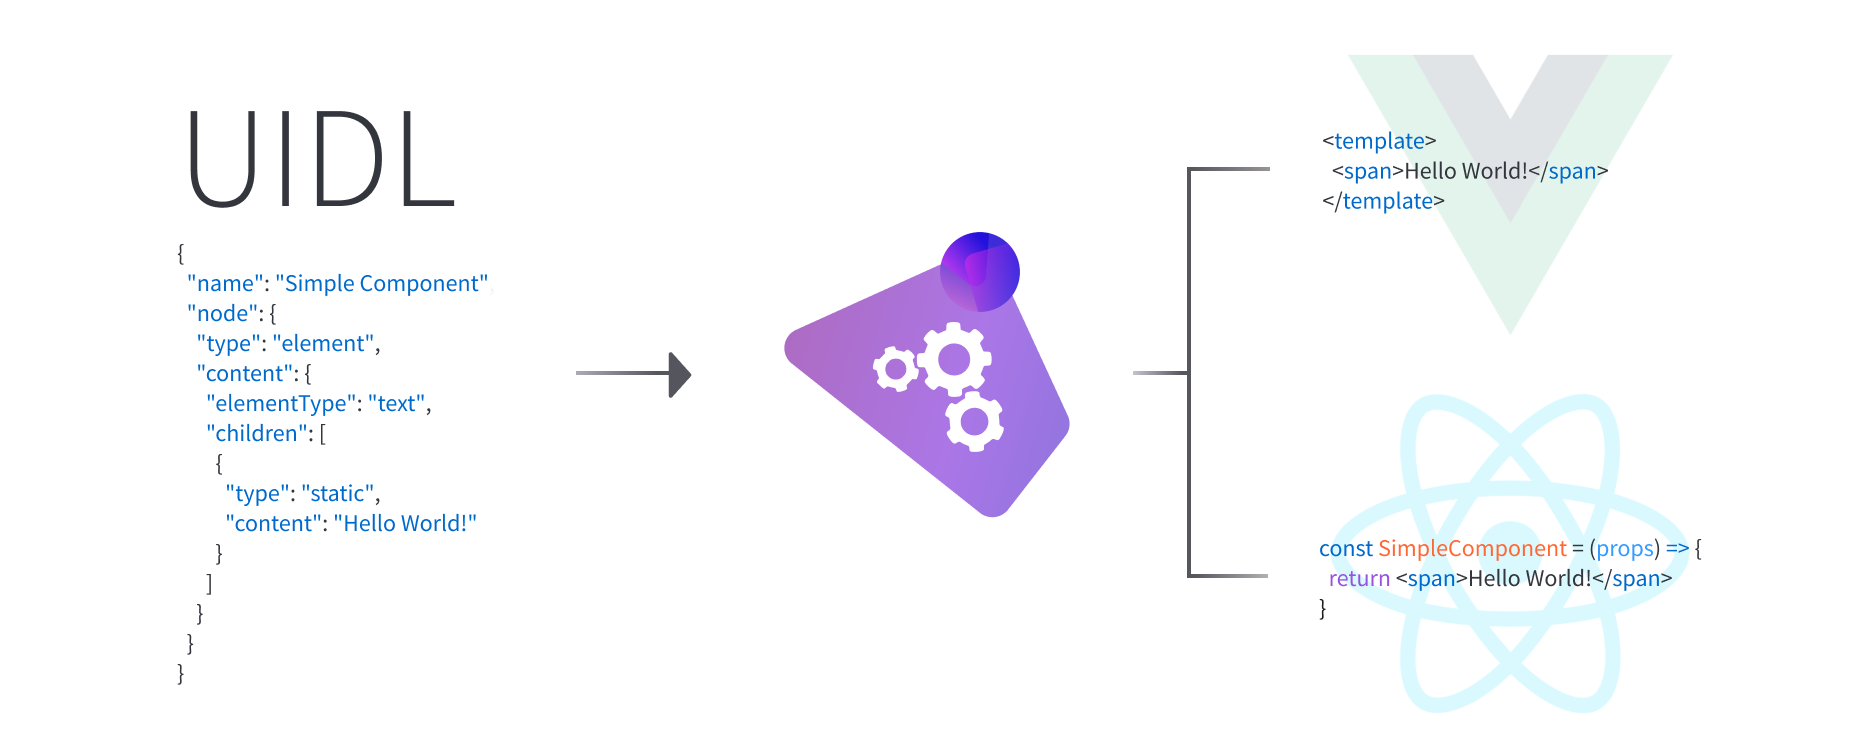 UIDL
{
"name": "Simple Component",
"node": {
"type": "element",
"content": {
"elementType": "text",
"children": [
{
"type": "static",
"content": "Hello World!"
}
]
}
}
}
<template>
<span>Hello World!</span>
</template>
const SimpleComponent = (props) => {
return <span>Hello World!</span>
}